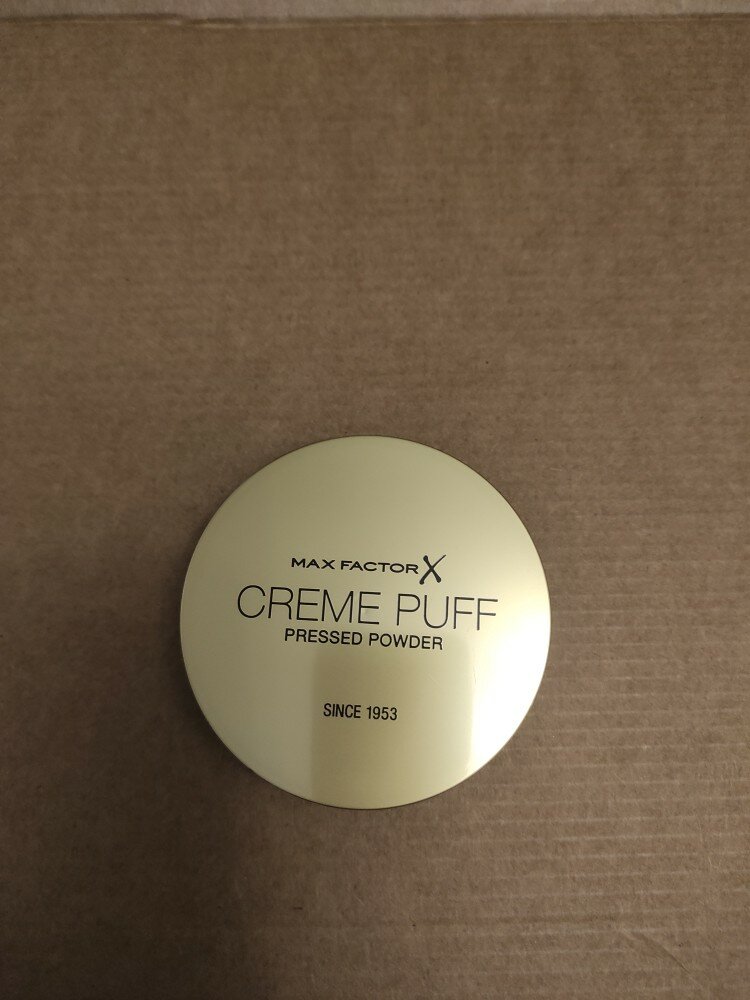 MAX FACTOR X
CREME PUFF
PRESSED POWDER
SINCE 1953